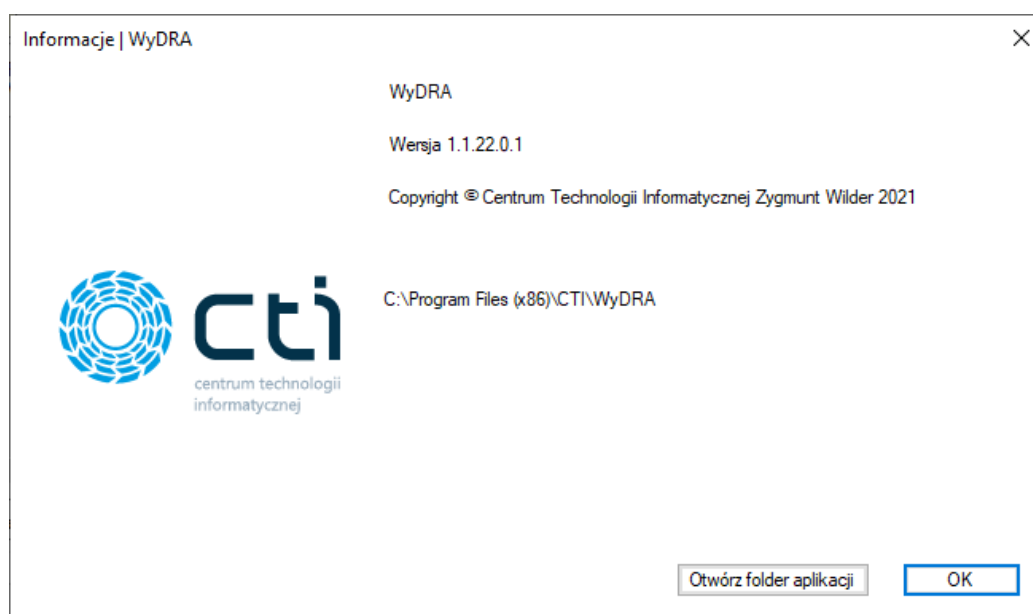 Informacje | WyDRA
WyDRA
Wersja 1.1.22.0.1
Copyright © Centrum Technologii Informatycznej Zygmunt Wilder 2021
C:\Program Files (x86)\CTI\WyDRA
cti
centrum technologii
informatycznej
Otwórz folder aplikacji
OK